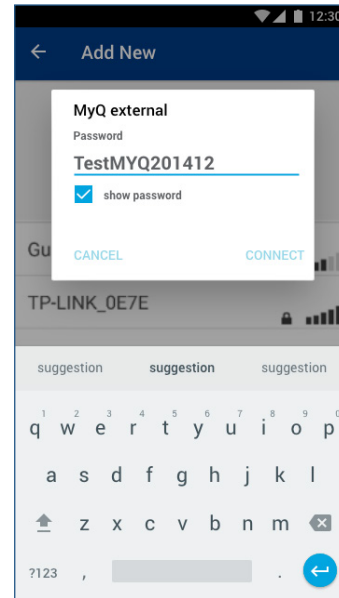 12:30
Add New
MyQ external
Password
TestMYQ201412
show password
CANCEL CONNECT
Gu
TP-LINK_0E7E
suggestion suggestion suggestion
1 2 3 4 5 6 7 8 9 0
q w e r t y u i o p
a s d f g h j k l
z x c v b n m
?123 , .